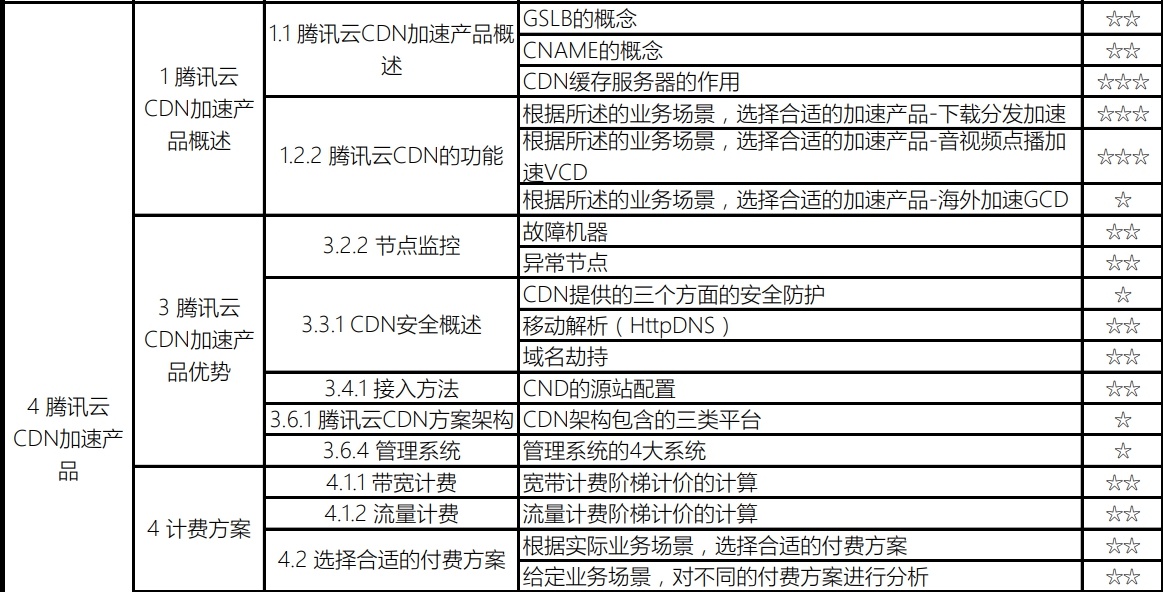 4 腾讯云
CDN加速产
品
1 腾讯云
CDN加速产
品概述
1.1 腾讯云CDN加速产品概
述
GSLB的概念 ☆☆
CNAME的概念 ☆☆
CDN缓存服务器的作用 ☆☆☆
1.2.2 腾讯云CDN的功能
根据所述的业务场景，选择合适的加速产品-下载分发加速 ☆☆☆
根据所述的业务场景，选择合适的加速产品-音视频点播加
速VCD ☆☆☆
根据所述的业务场景，选择合适的加速产品-海外加速GCD ☆
3 腾讯云
CDN加速产
品优势
3.2.2 节点监控
故障机器 ☆☆
异常节点 ☆☆
3.3.1 CDN安全概述
CDN提供的三个方面的安全防护 ☆
移动解析（HttpDNS） ☆☆
域名劫持 ☆☆
3.4.1 接入方法 CND的源站配置 ☆☆
3.6.1 腾讯云CDN方案架构 CDN架构包含的三类平台 ☆
3.6.4 管理系统 管理系统的4大系统 ☆
4 计费方案
4.1.1 带宽计费 宽带计费阶梯计价的计算 ☆☆
4.1.2 流量计费 流量计费阶梯计价的计算 ☆☆
4.2 选择合适的付费方案
根据实际业务场景，选择合适的付费方案 ☆☆
给定业务场景，对不同的付费方案进行分析 ☆☆